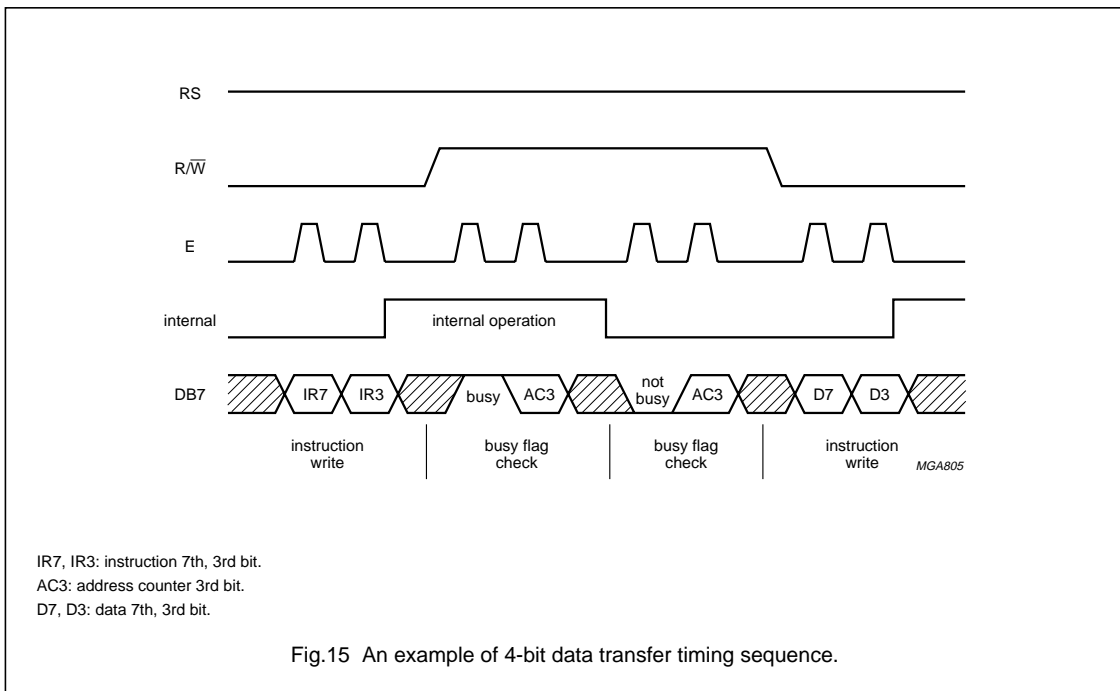 RS
R/W̅
E
internal
internal operation
DB7
IR7 IR3 busy AC3 not busy AC3 D7 D3
instruction write
busy flag check
busy flag check
instruction write
MGA805
IR7, IR3: instruction 7th, 3rd bit.
AC3: address counter 3rd bit.
D7, D3: data 7th, 3rd bit.
Fig.15 An example of 4-bit data transfer timing sequence.